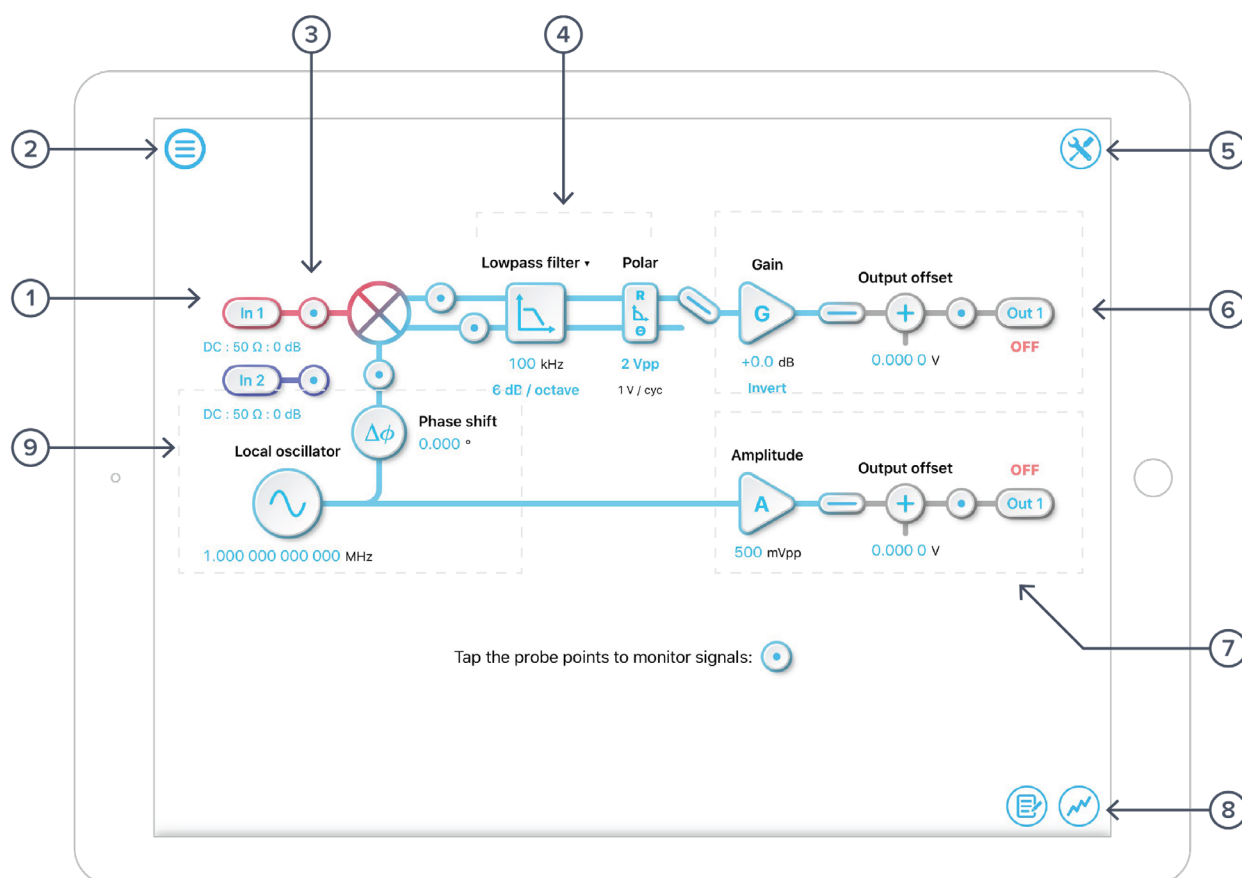 3
4
2
5
Lowpass filter ▾
Polar
Gain
Output offset
1
In 1
R
Θ
G
Out 1
6
DC : 50 Ω : 0 dB
100 kHz
2 Vpp
+0.0 dB
0.000 0 V
OFF
In 2
6 dB / octave
1 V / cyc
Invert
DC : 50 Ω : 0 dB
9
Δϕ
Phase shift
0.000 °
Local oscillator
Amplitude
Output offset
OFF
A
Out 1
1.000 000 000 000 MHz
500 mVpp
0.000 0 V
Tap the probe points to monitor signals:
7
8